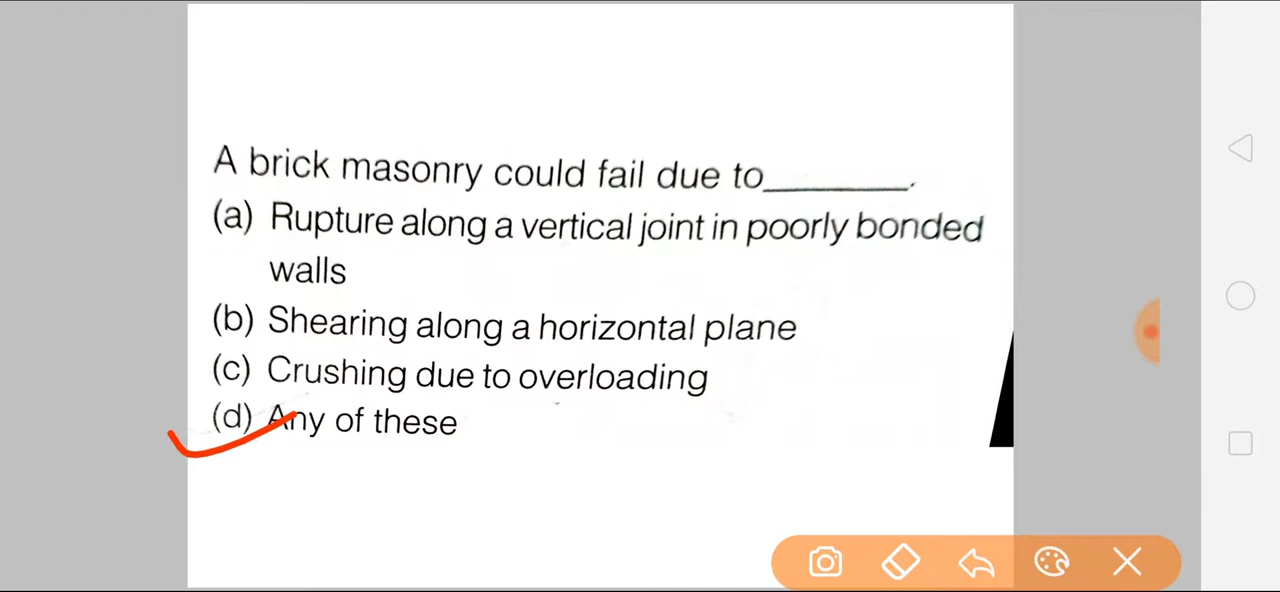 A brick masonry could fail due to________.
(a) Rupture along a vertical joint in poorly bonded
walls
(b) Shearing along a horizontal plane
(c) Crushing due to overloading
(d) Any of these